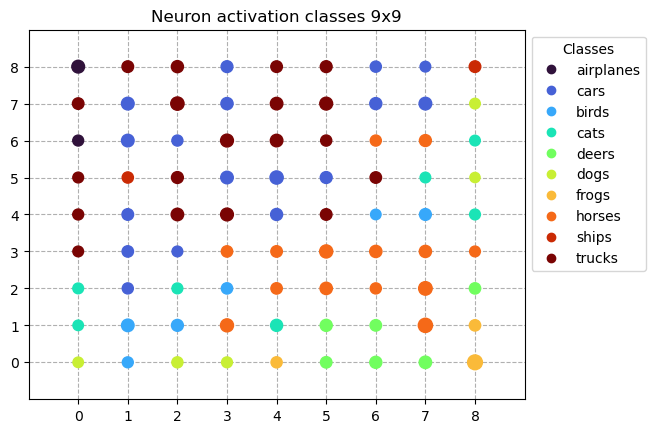 Neuron activation classes 9x9
8
7
6
5
4
3
2
1
0
0 1 2 3 4 5 6 7 8
Classes
airplanes
cars
birds
cats
deers
dogs
frogs
horses
ships
trucks